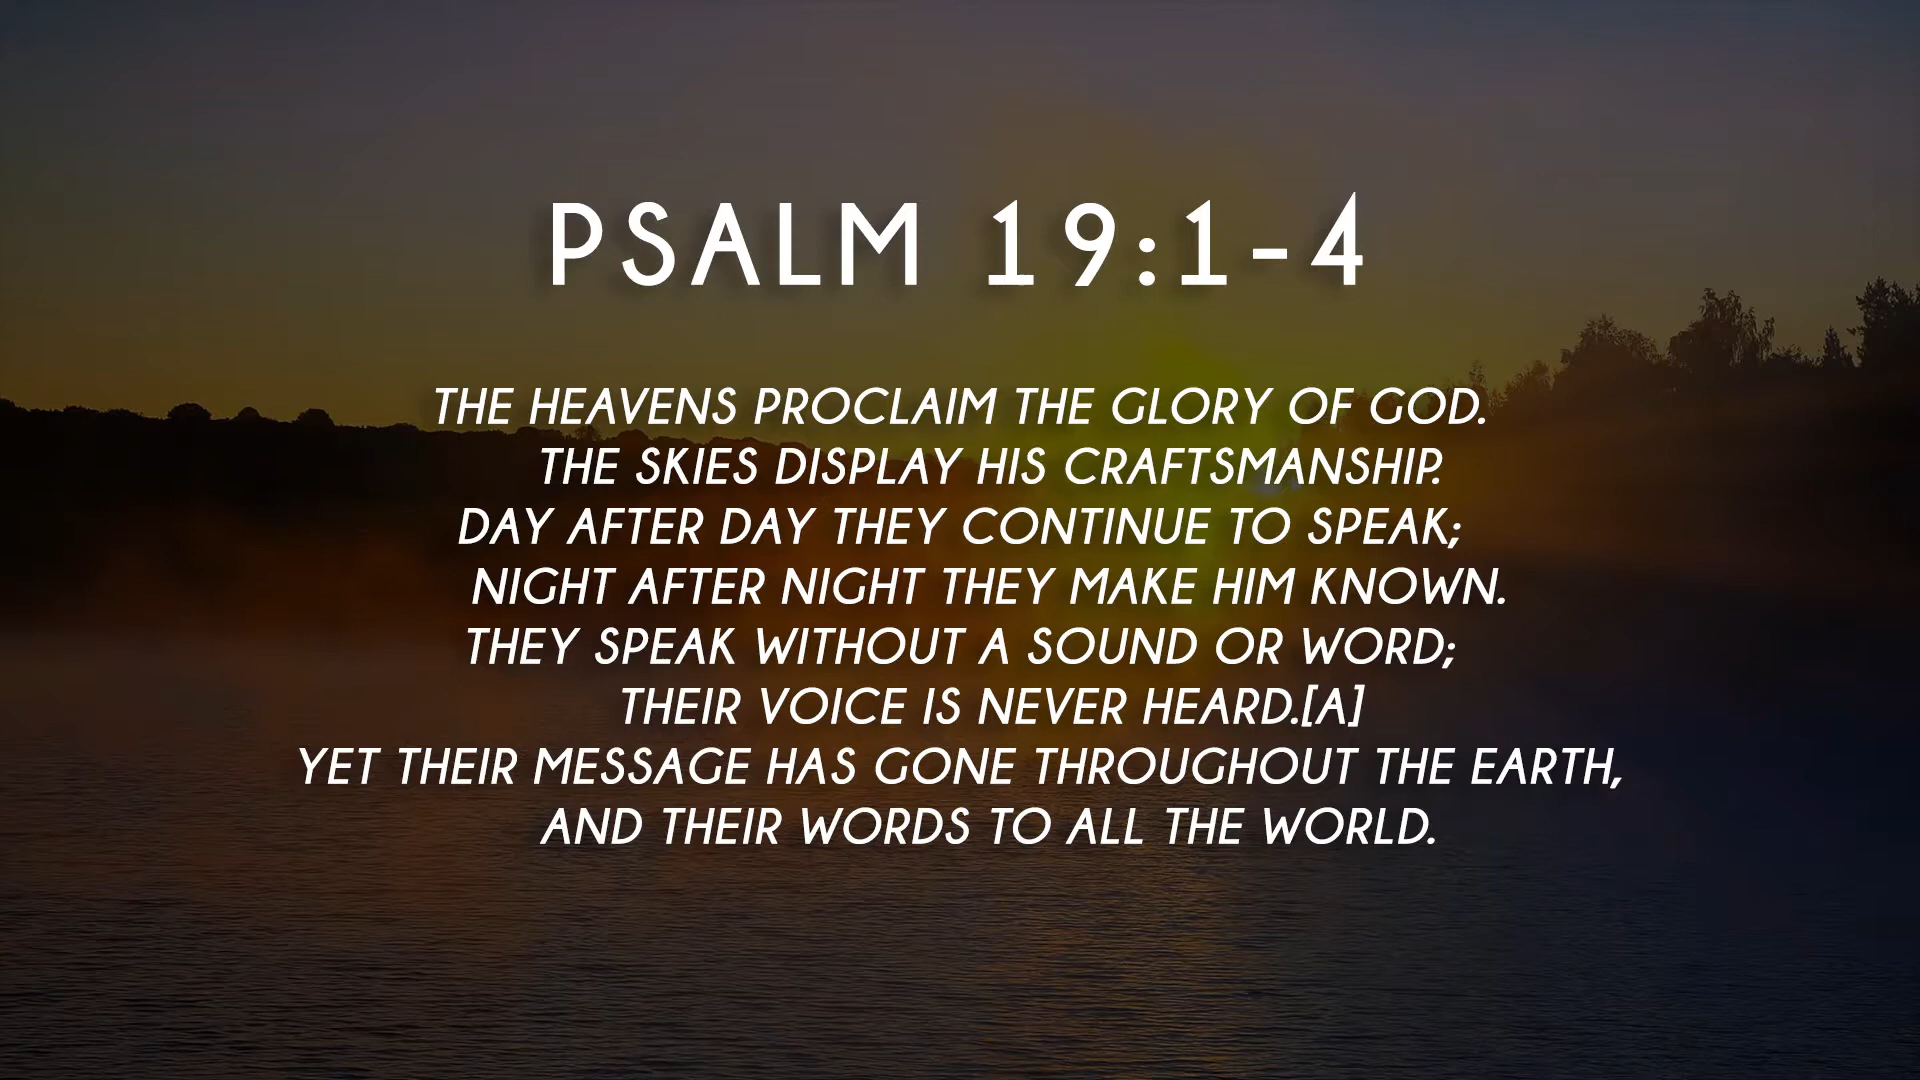 PSALM 19:1-4
THE HEAVENS PROCLAIM THE GLORY OF GOD.
THE SKIES DISPLAY HIS CRAFTSMANSHIP.
DAY AFTER DAY THEY CONTINUE TO SPEAK;
NIGHT AFTER NIGHT THEY MAKE HIM KNOWN.
THEY SPEAK WITHOUT A SOUND OR WORD;
THEIR VOICE IS NEVER HEARD.[A]
YET THEIR MESSAGE HAS GONE THROUGHOUT THE EARTH,
AND THEIR WORDS TO ALL THE WORLD.